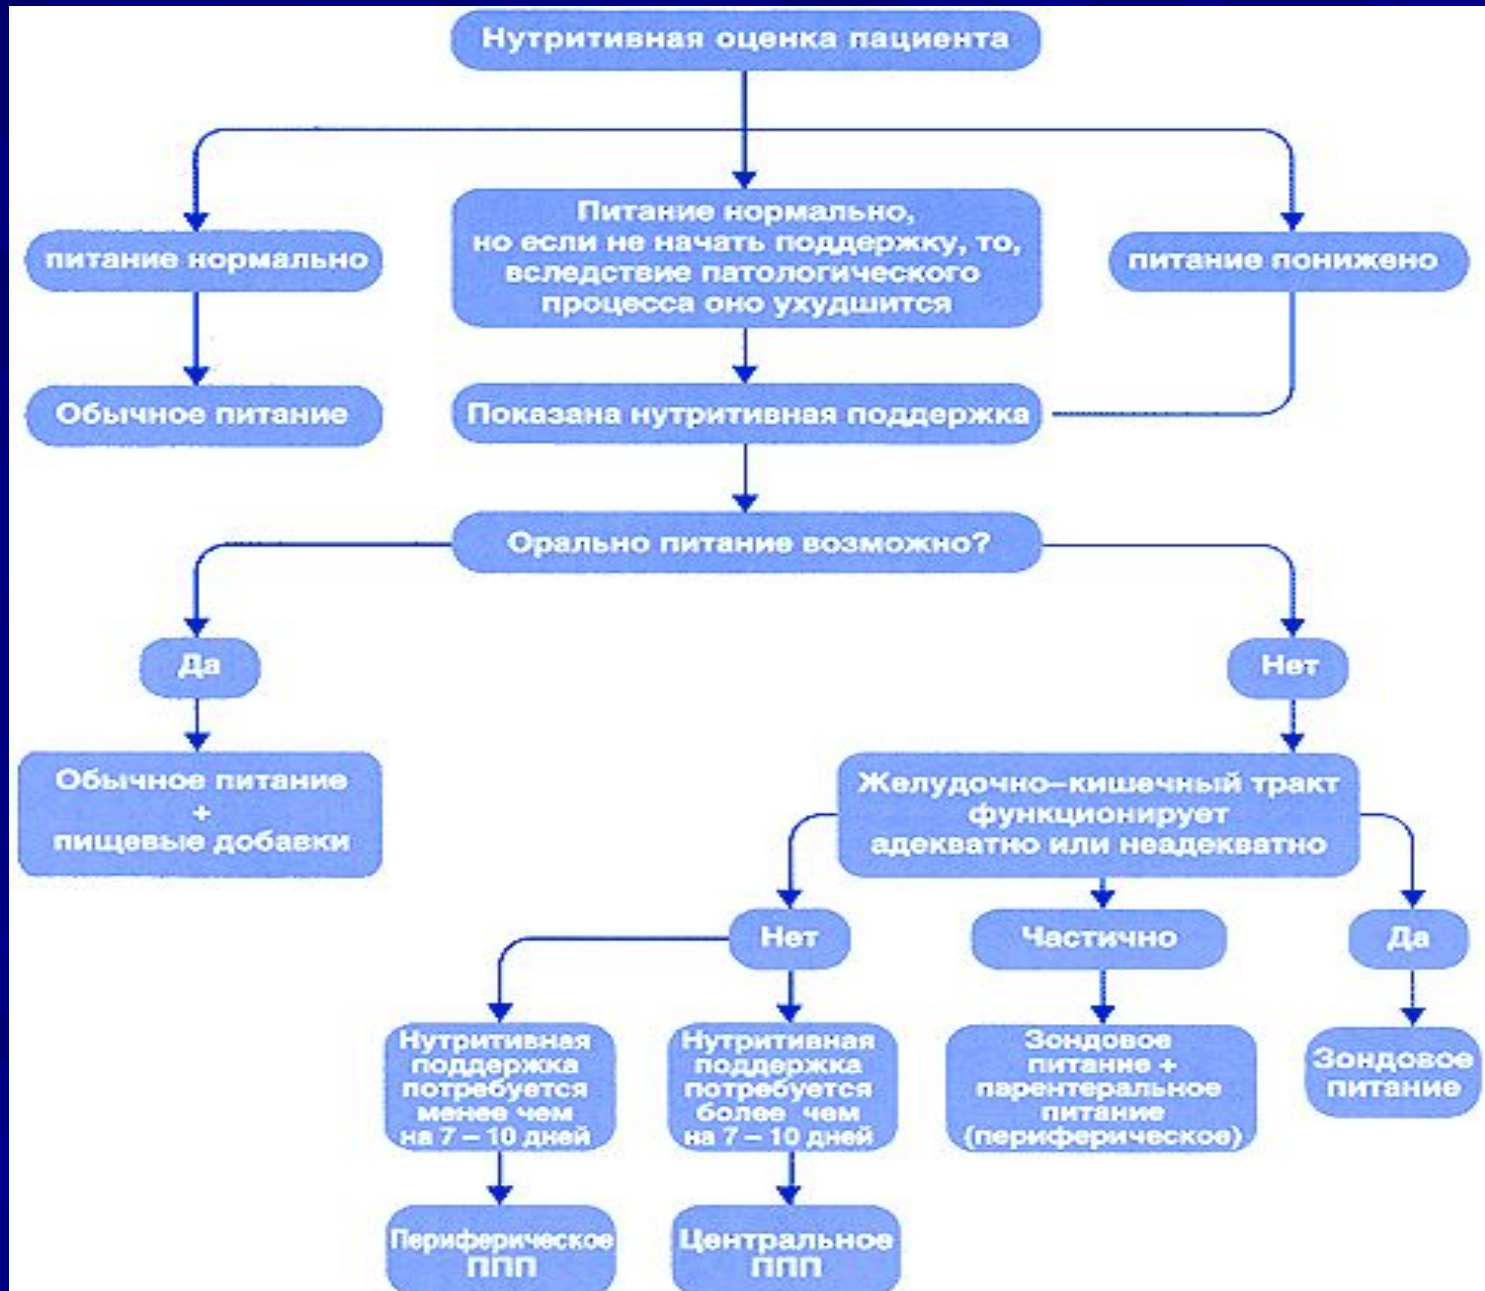 Нутритивная оценка пациента
питание нормально
Питание нормально,
но если не начать поддержку, то,
вследствие патологического
процесса оно ухудшится
питание понижено
Обычное питание
Показана нутритивная поддержка
Орально питание возможно?
Да
Нет
Обычное питание
+
пищевые добавки
Желудочно–кишечный тракт
функционирует
адекватно или неадекватно
Нет
Частично
Да
Нутритивная
поддержка
потребуется
менее чем
на 7 – 10 дней
Нутритивная
поддержка
потребуется
более чем
на 7 – 10 дней
Зондовое
питание +
парентеральное
питание
(периферическое)
Зондовое
питание
Периферическое
ППП
Центральное
ППП